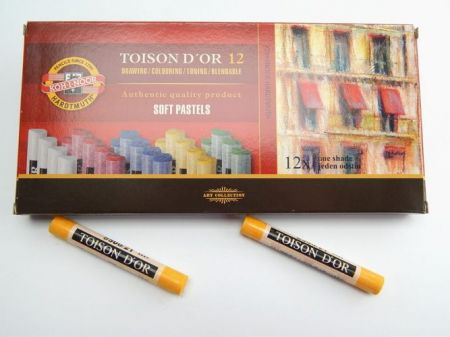 TOISON D'OR 12
DRAWING / COLOURING / TONING / BLENDABLE
Authentic quality product
SOFT PASTELS
KOH-I-NOOR
HARDTMUTH
12x one shade
jeden odstín
ART COLLECTION
TOISON D'OR
TOISON D'OR